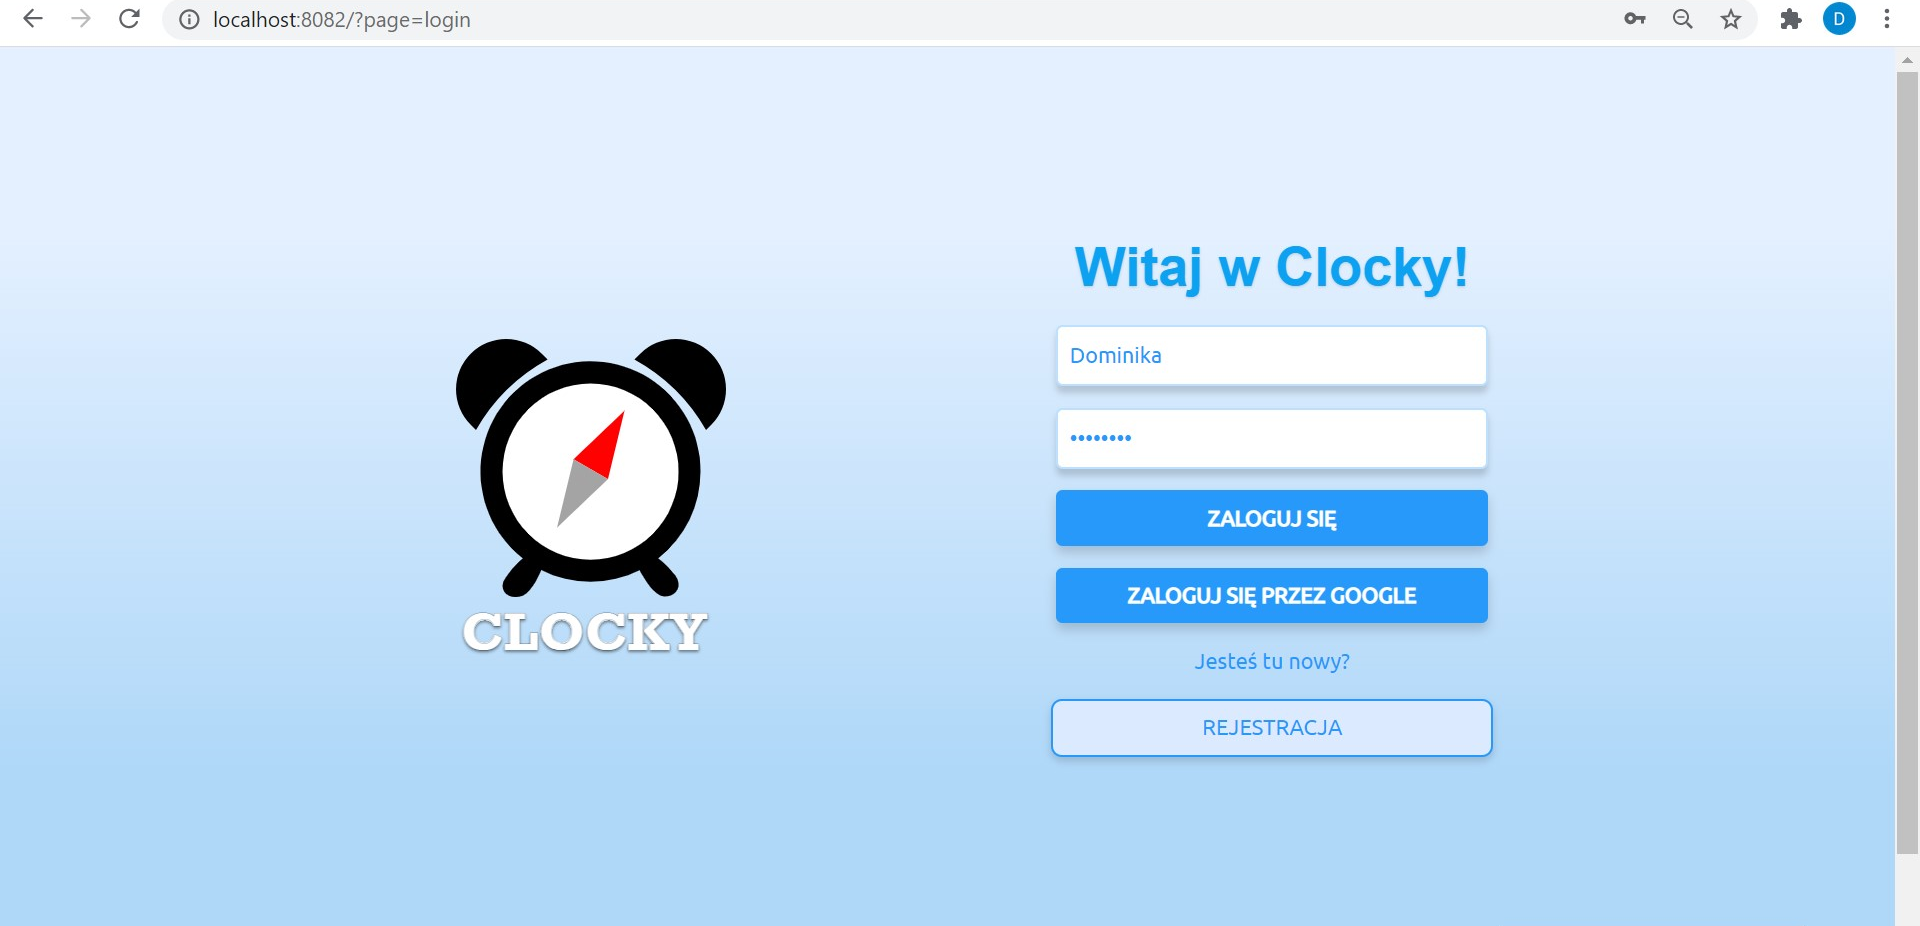 localhost:8082/?page=login
D
Witaj w Clocky!
Dominika
••••••••
ZALOGUJ SIĘ
ZALOGUJ SIĘ PRZEZ GOOGLE
Jesteś tu nowy?
REJESTRACJA
CLOCKY